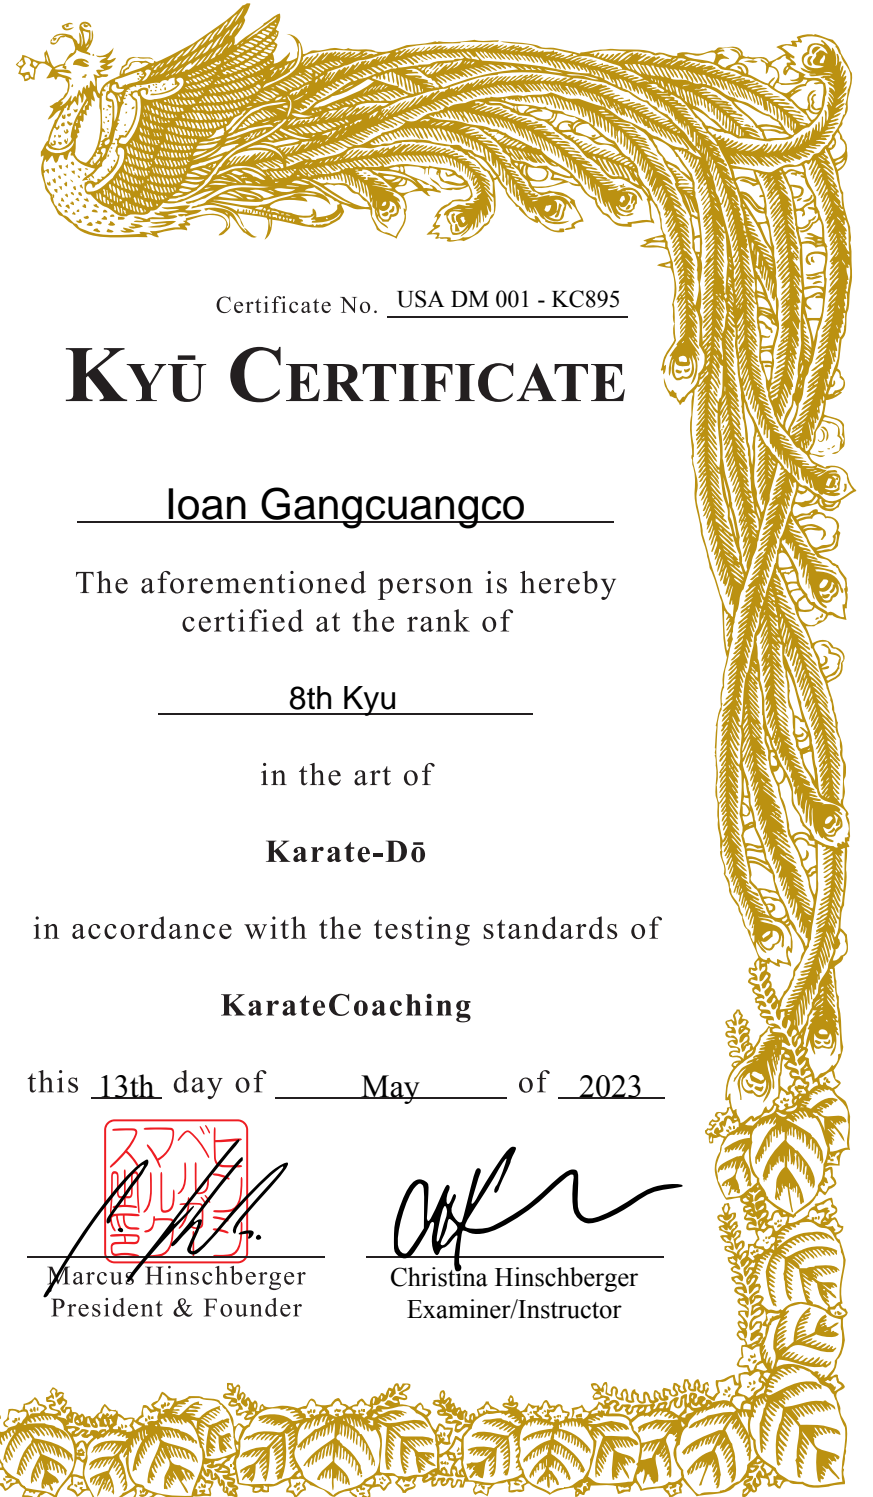 Certificate No. USA DM 001 - KC895
Kyū Certificate
Ioan Gangcuangco
The aforementioned person is hereby
certified at the rank of
8th Kyu
in the art of
Karate-Dō
in accordance with the testing standards of
KarateCoaching
this 13th day of May of 2023
Marcus Hinschberger
President & Founder
Christina Hinschberger
Examiner/Instructor